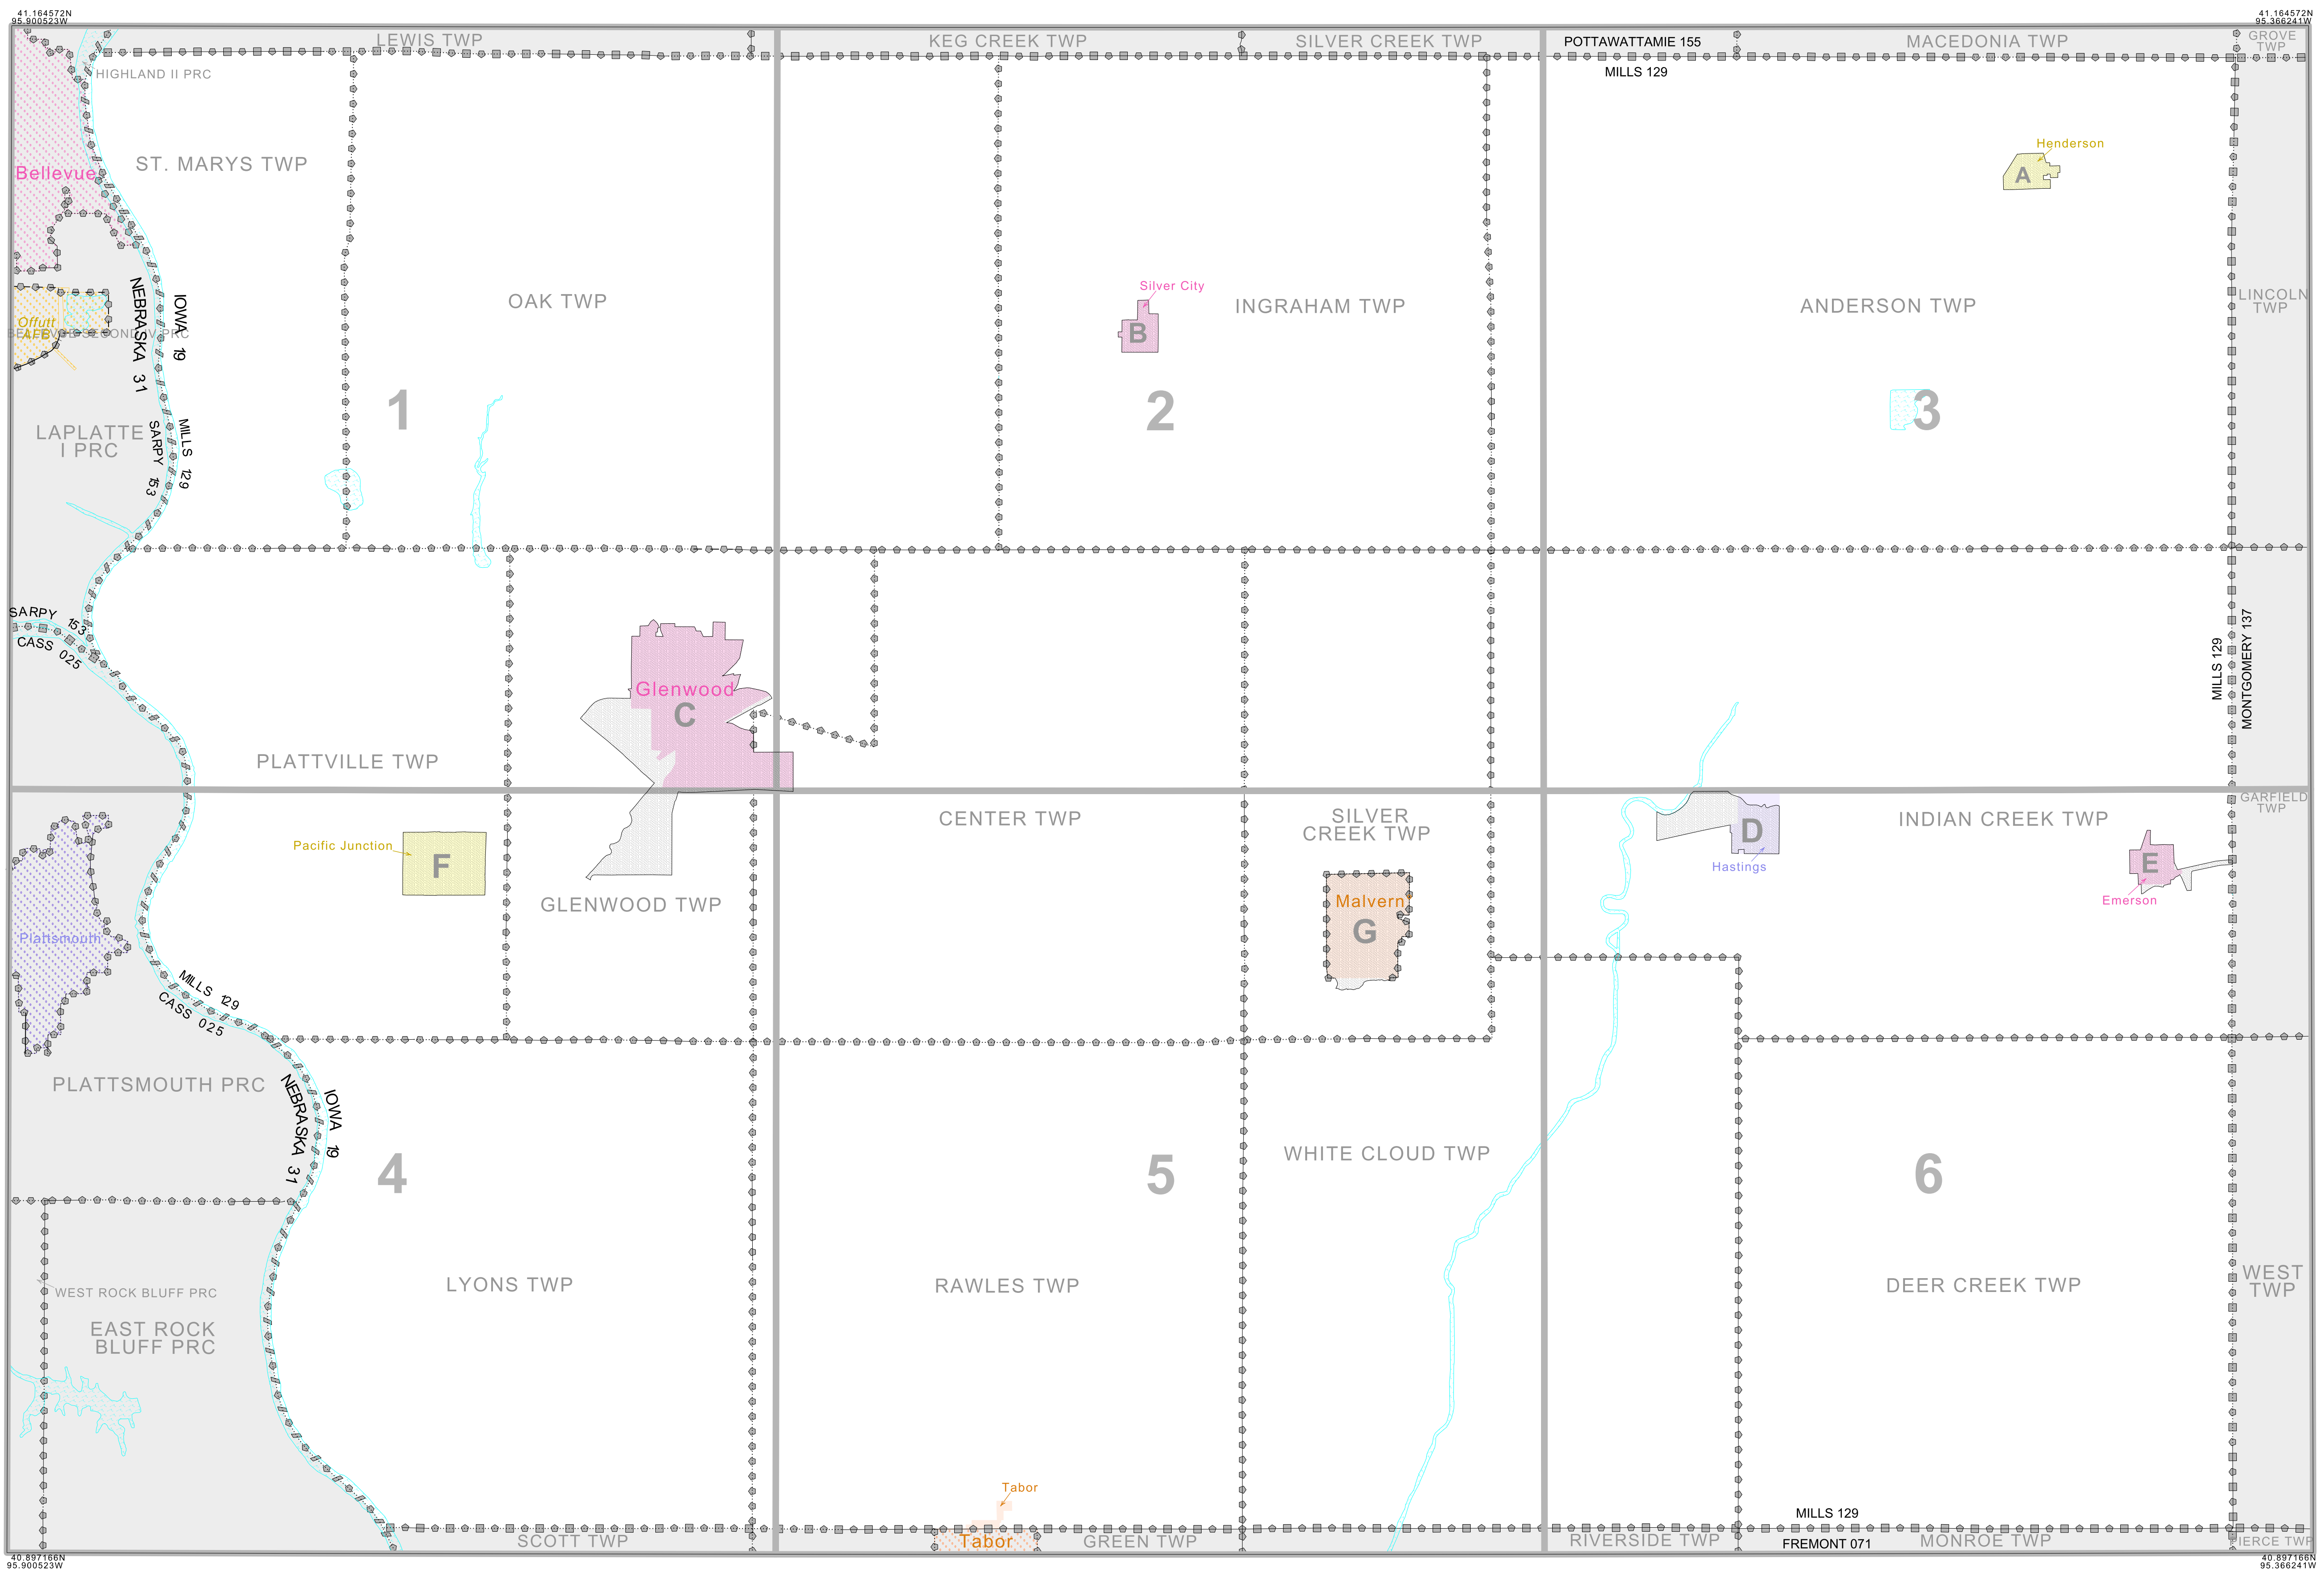 41.164572N
95.900523W
41.164572N
95.366241W
LEWIS TWP
KEG CREEK TWP
SILVER CREEK TWP
POTTAWATTAMIE 155
MILLS 129
MACEDONIA TWP
GROVE
TWP
HIGHLAND II PRC
ST. MARYS TWP
Bellevue
Henderson
A
OAK TWP
Silver City
B
INGRAHAM TWP
ANDERSON TWP
LINCOLN
TWP
NEBRASKA 31
IOWA 19
Offutt
AFB
1
2
3
LAPLATTE
I PRC
SARPY 153
MILLS 129
SARPY 153
CASS 025
MILLS 129
MONTGOMERY 137
Glenwood
C
PLATTVILLE TWP
CENTER TWP
SILVER
CREEK TWP
INDIAN CREEK TWP
GARFIELD
TWP
D
Hastings
Pacific Junction
F
E
Emerson
GLENWOOD TWP
Malvern
G
Plattsmouth
MILLS 129
CASS 025
PLATTSMOUTH PRC
NEBRASKA 31
IOWA 19
4
5
6
WHITE CLOUD TWP
WEST ROCK BLUFF PRC
EAST ROCK
BLUFF PRC
LYONS TWP
RAWLES TWP
DEER CREEK TWP
WEST
TWP
Tabor
Tabor
SCOTT TWP
GREEN TWP
RIVERSIDE TWP
MILLS 129
FREMONT 071
MONROE TWP
IERCE TWP
40.897166N
95.900523W
40.897166N
95.366241W